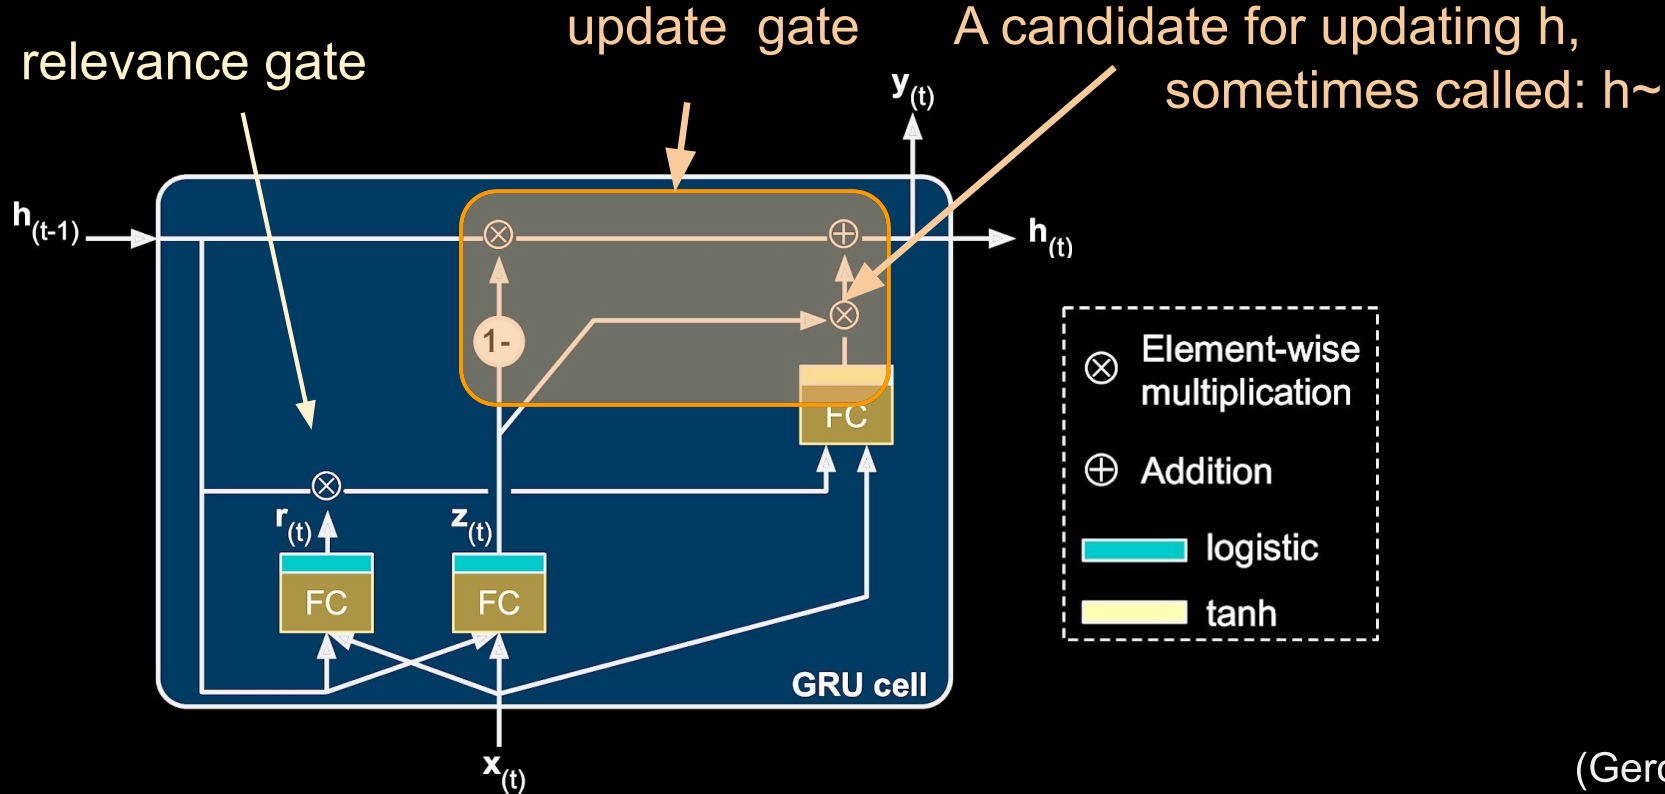 update gate
A candidate for updating h,
sometimes called: h~
relevance gate
y(t)
h(t-1)
h(t)
1-
FC
r(t)
z(t)
FC
FC
GRU cell
x(t)
Element-wise
multiplication
Addition
logistic
tanh
(Gero